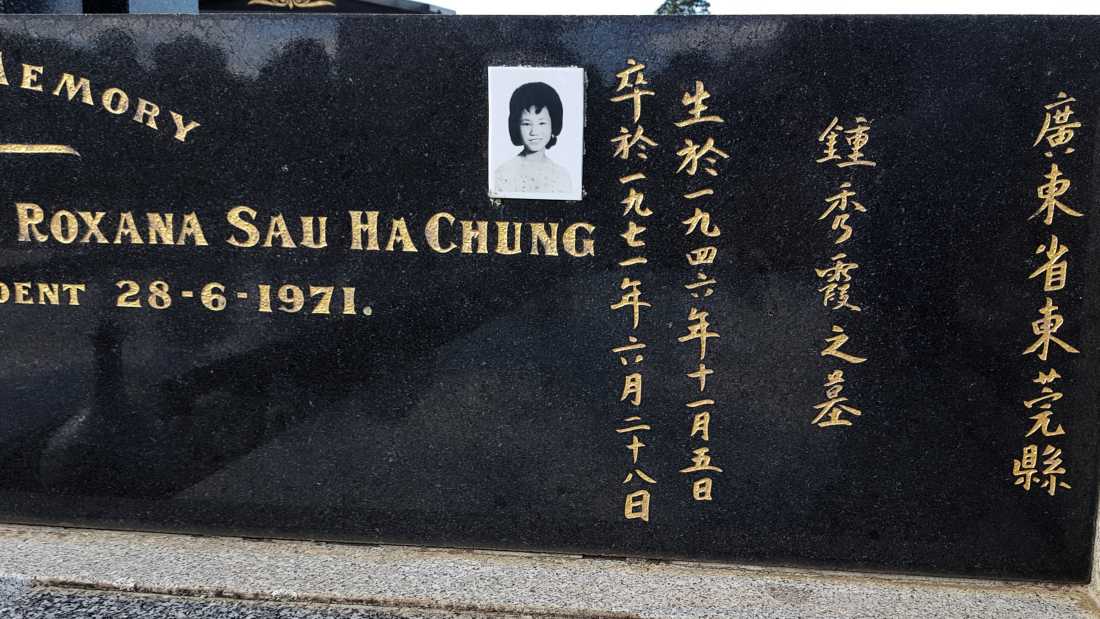 MEMORY
ROXANA SAU HA CHUNG
DENT 28-6-1971.
廣東省東莞縣
鍾秀霞之墓
生於一九四六年十一月五日
卒於一九七一年六月二十八日